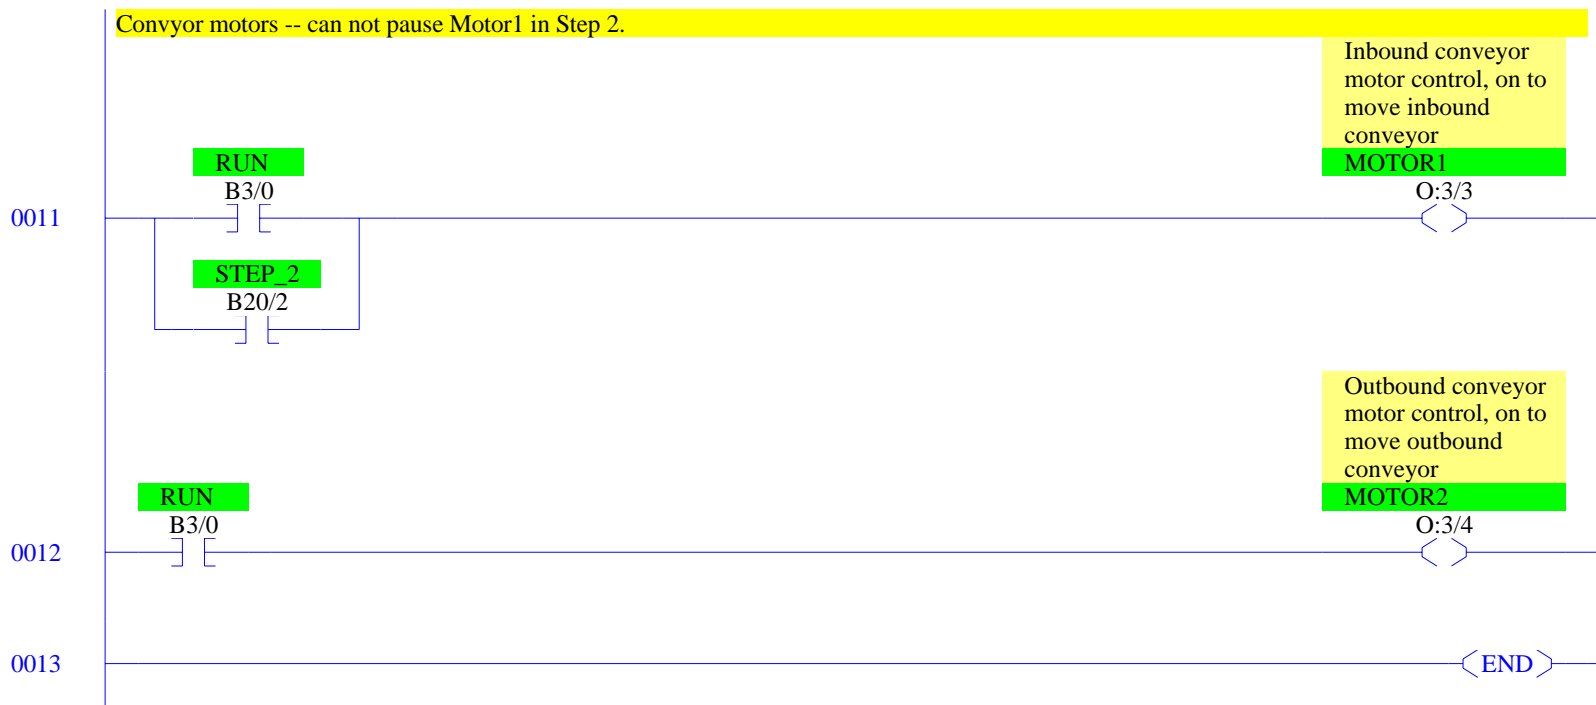 Convyor motors -- can not pause Motor1 in Step 2.
Inbound conveyor
motor control, on to
move inbound
conveyor
RUN
MOTOR1
B3/0
O:3/3
0011
STEP_2
B20/2
Outbound conveyor
motor control, on to
move outbound
conveyor
RUN
MOTOR2
B3/0
O:3/4
0012
0013
END